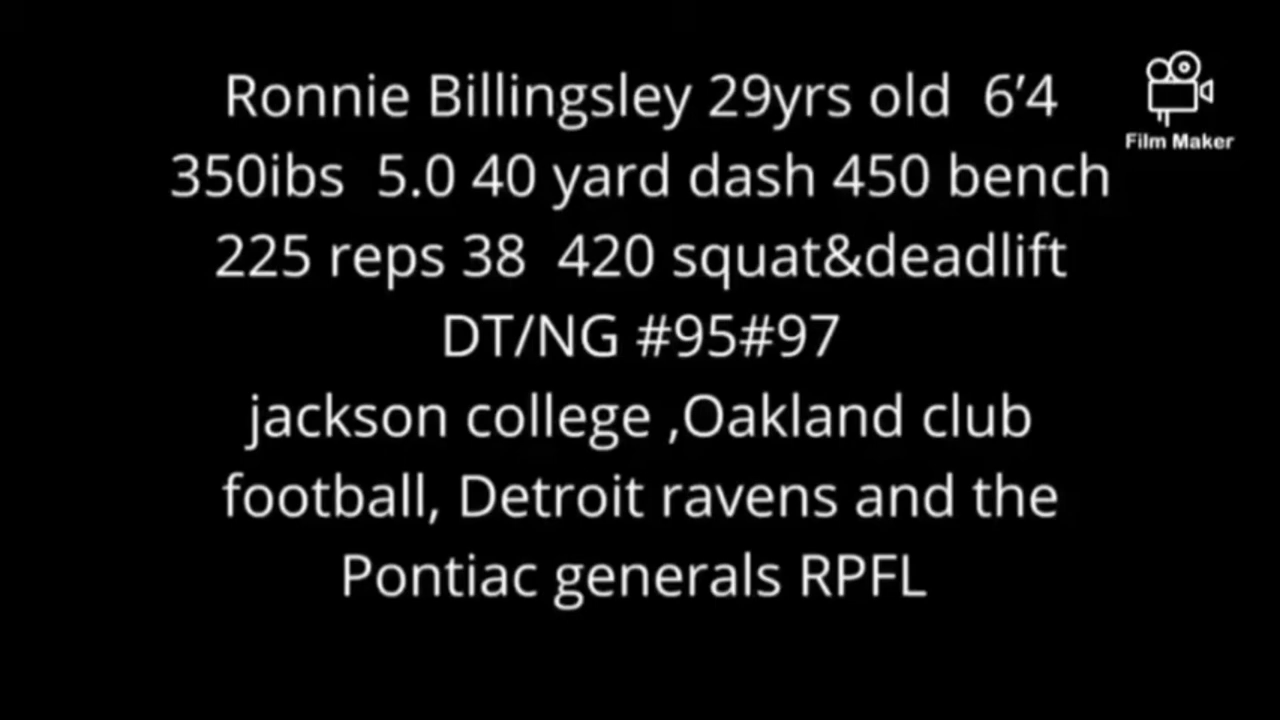 Ronnie Billingsley 29yrs old  6’4
350ibs  5.0 40 yard dash 450 bench
225 reps 38  420 squat&deadlift
DT/NG #95#97
jackson college ,Oakland club
football, Detroit ravens and the
Pontiac generals RPFL
Film Maker